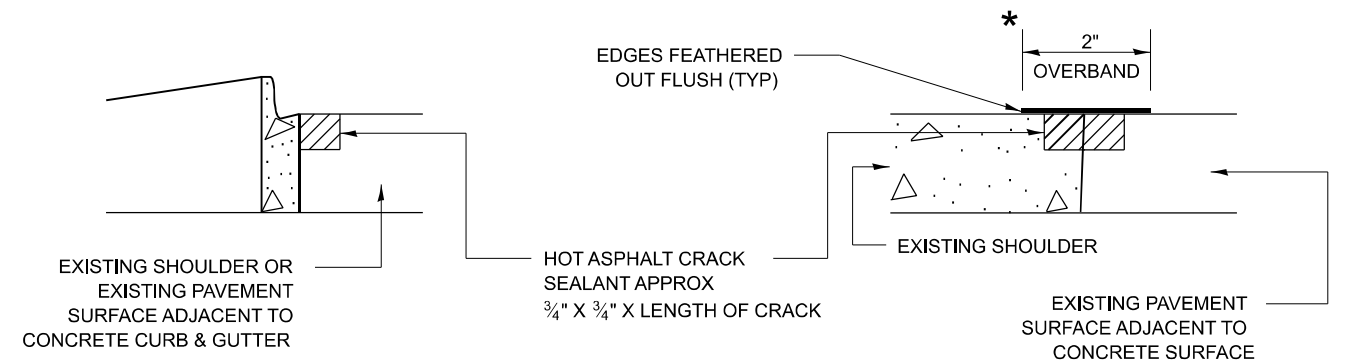 *
2"
OVERBAND
EDGES FEATHERED
OUT FLUSH (TYP)
EXISTING SHOULDER OR
EXISTING PAVEMENT
SURFACE ADJACENT TO
CONCRETE CURB & GUTTER
HOT ASPHALT CRACK
SEALANT APPROX
¾" X ¾" X LENGTH OF CRACK
EXISTING SHOULDER
EXISTING PAVEMENT
SURFACE ADJACENT TO
CONCRETE SURFACE